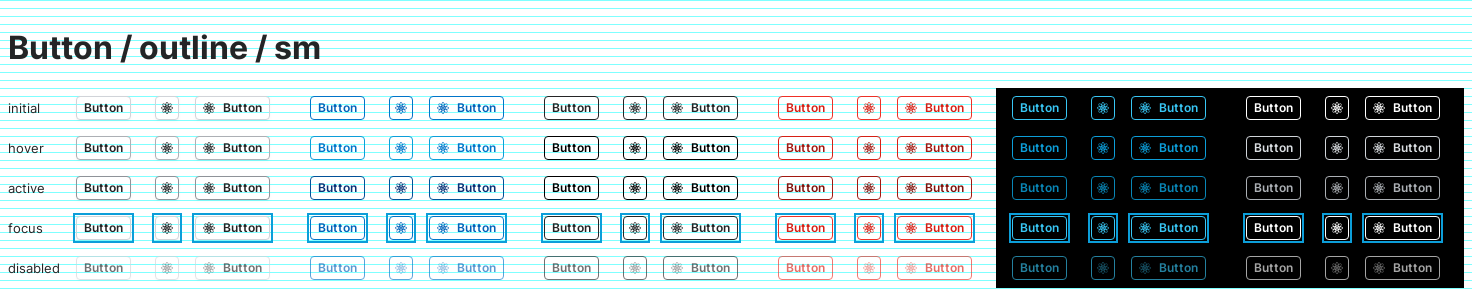 Button / outline / sm
initial Button Button Button Button Button Button Button Button Button Button Button Button
hover Button Button Button Button Button Button Button Button Button Button Button Button
active Button Button Button Button Button Button Button Button Button Button Button Button
focus Button Button Button Button Button Button Button Button Button Button Button Button
disabled Button Button Button Button Button Button Button Button Button Button Button Button